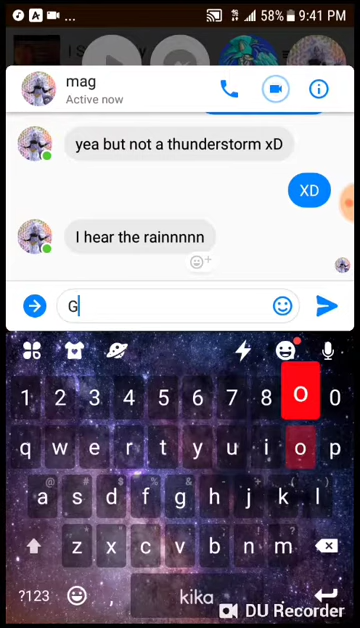 ... 58% 9:41 PM
mag
Active now
yea but not a thunderstorm xD
XD
I hear the rainnnnn
G
1 2 3 4 5 6 7 8 O 0
q w e r t y u i o p
@ # $ & _ - + ( )
a s d f g h j k l
z x c v b n m
?123 , kika
DU Recorder